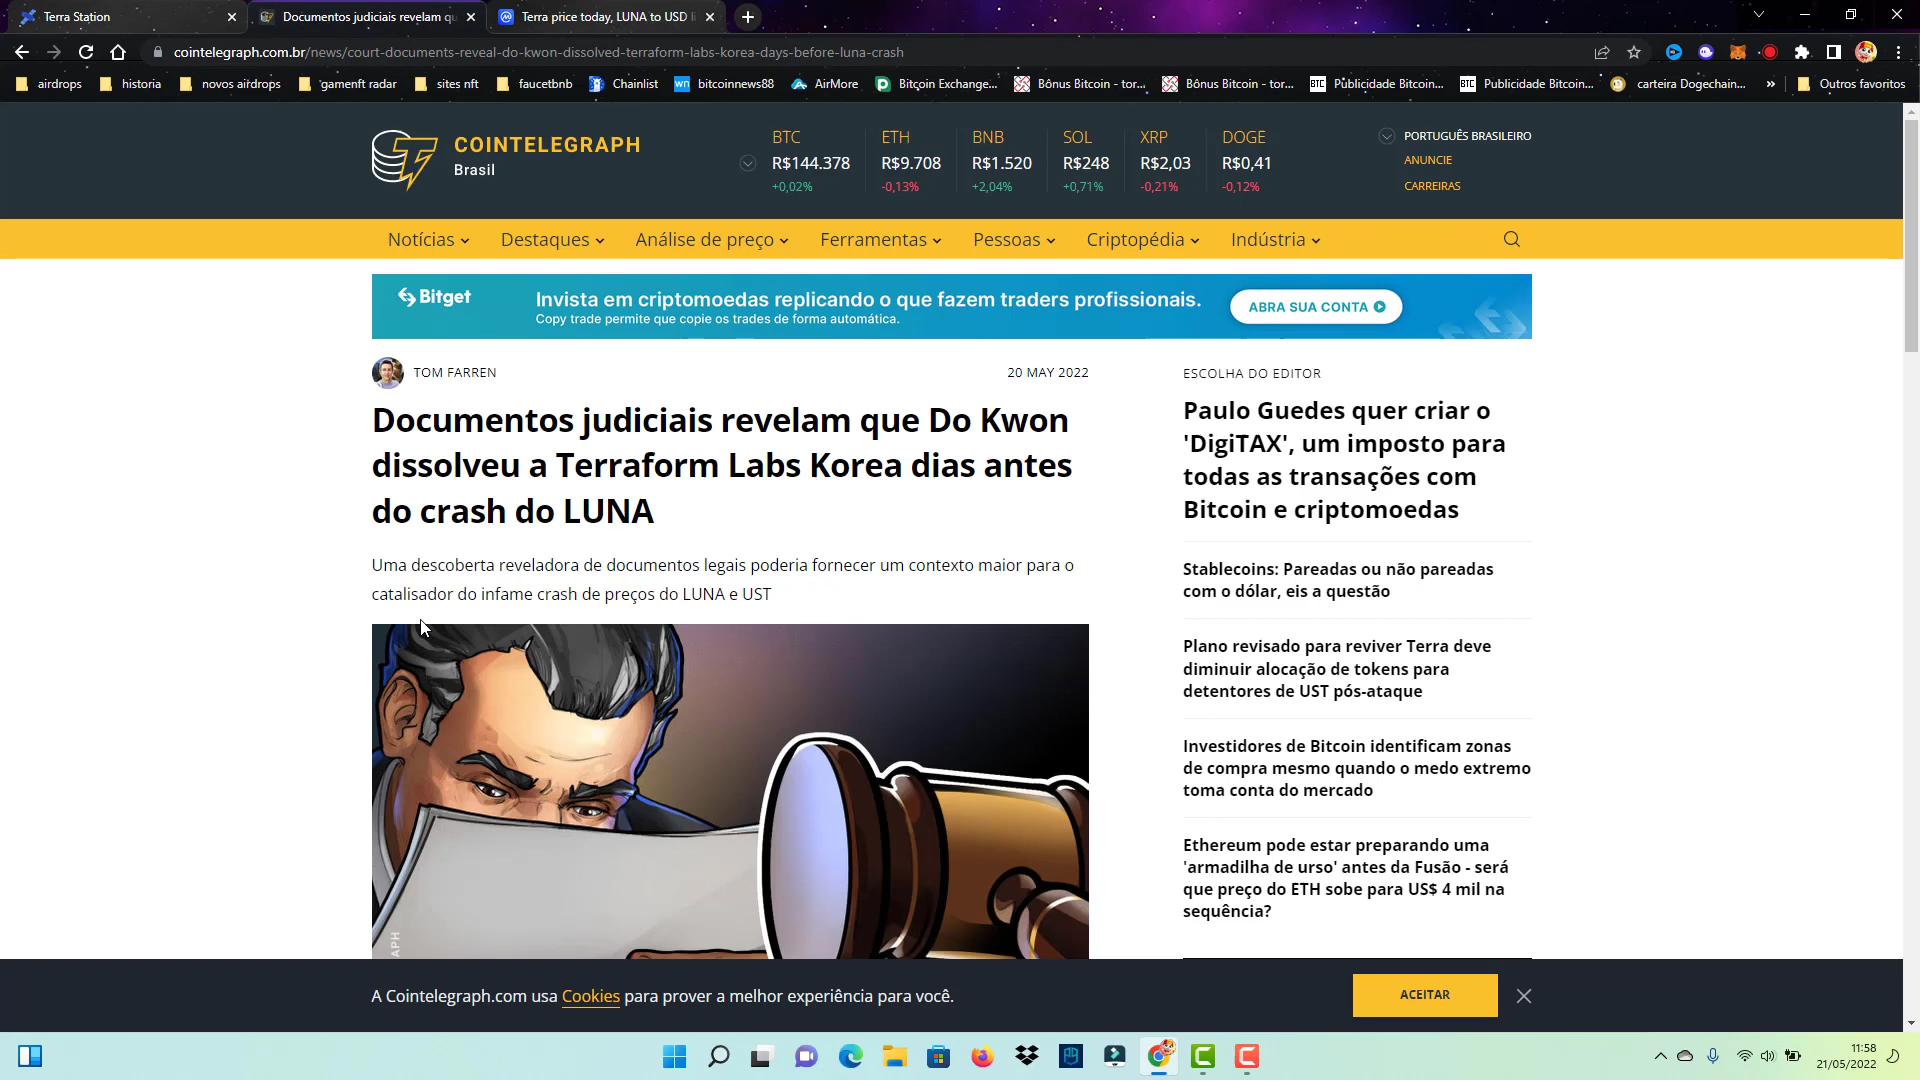 Terra Station
Documentos judiciais revelam qu
Terra price today, LUNA to USD li
cointelegraph.com.br/news/court-documents-reveal-do-kwon-dissolved-terraform-labs-korea-days-before-luna-crash
airdrops
historia
novos airdrops
'gamenft radar
sites nft
faucetbnb
Chainlist
wn bitcoinnews88
AirMore
Bitcoin Exchange...
Bônus Bitcoin - tor...
Bônus Bitcoin - tor...
BTC Publicidade Bitcoin...
BTC Publicidade Bitcoin...
carteira Dogechain...
»
Outros favoritos
COINTELEGRAPH
Brasil
BTC ETH BNB SOL XRP DOGE
R$144.378 R$9.708 R$1.520 R$248 R$2,03 R$0,41
+0,02% -0,13% +2,04% +0,71% -0,21% -0,12%
PORTUGUÊS BRASILEIRO
ANUNCIE
CARREIRAS
Notícias Destaques Análise de preço Ferramentas Pessoas Criptopédia Indústria
Bitget
Invista em criptomoedas replicando o que fazem traders profissionais.
Copy trade permite que copie os trades de forma automática.
ABRA SUA CONTA
TOM FARREN
20 MAY 2022
Documentos judiciais revelam que Do Kwon
dissolveu a Terraform Labs Korea dias antes
do crash do LUNA
Uma descoberta reveladora de documentos legais poderia fornecer um contexto maior para o
catalisador do infame crash de preços do LUNA e UST
APH
ESCOLHA DO EDITOR
Paulo Guedes quer criar o
'DigiTAX', um imposto para
todas as transações com
Bitcoin e criptomoedas
Stablecoins: Pareadas ou não pareadas
com o dólar, eis a questão
Plano revisado para reviver Terra deve
diminuir alocação de tokens para
detentores de UST pós-ataque
Investidores de Bitcoin identificam zonas
de compra mesmo quando o medo extremo
toma conta do mercado
Ethereum pode estar preparando uma
'armadilha de urso' antes da Fusão - será
que preço do ETH sobe para US$ 4 mil na
sequência?
A Cointelegraph.com usa Cookies para prover a melhor experiência para você.
ACEITAR
11:58
21/05/2022